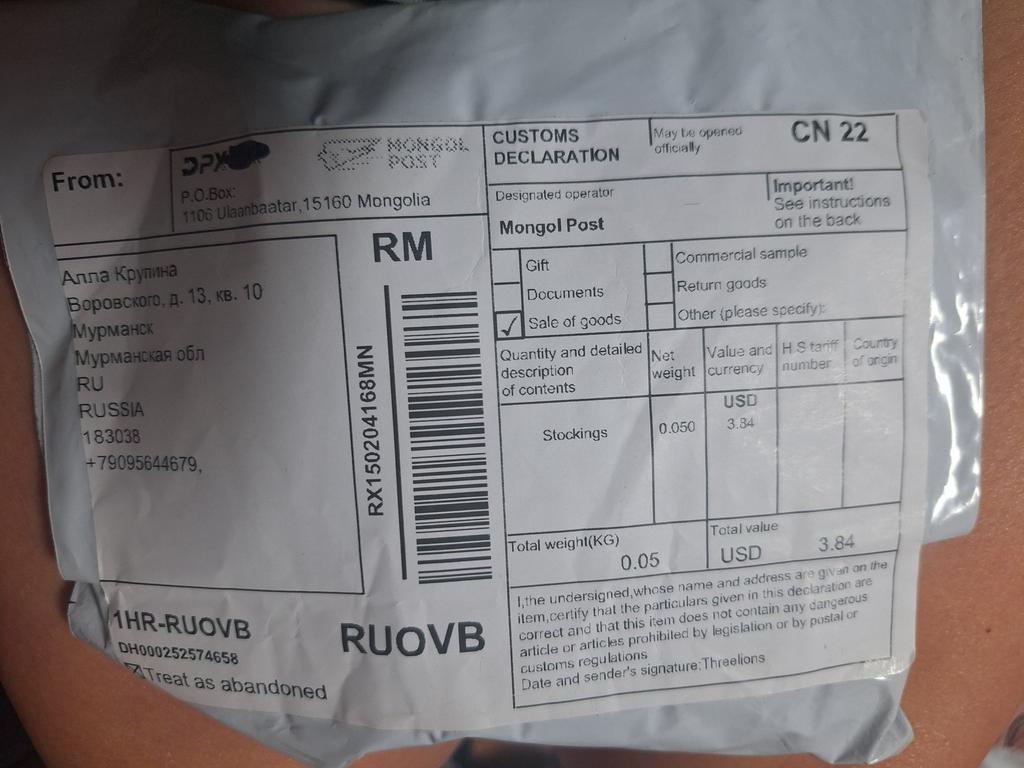 From:
DPX
P.O.Box:
1106 Ulaanbaatar,15160 Mongolia
MONGOL
POST
Алла Крупина
Воровского, д. 13, кв. 10
Мурманск
Мурманская обл
RU
RUSSIA
183038
+79095644679,
RM
RX150204168MN
1HR-RUOVB
DH000252574658
Treat as abandoned
RUOVB
CUSTOMS
DECLARATION
May be opened
officially
CN 22
Designated operator
Mongol Post
Important!
See instructions
on the back
Gift
Documents
Sale of goods
Commercial sample
Return goods
Other (please specify):
Quantity and detailed
description
of contents
Net
weight
Value and
currency
H S tariff
number
Country
of origin
Stockings
0.050
USD
3.84
Total weight(KG)
0.05
Total value
USD 3.84
I,the undersigned,whose name and address are given on the
item,certify that the particulars given in this declaration are
correct and that this item does not contain any dangerous
article or articles prohibited by legislation or by postal or
customs regulations
Date and sender's signature:Threelions